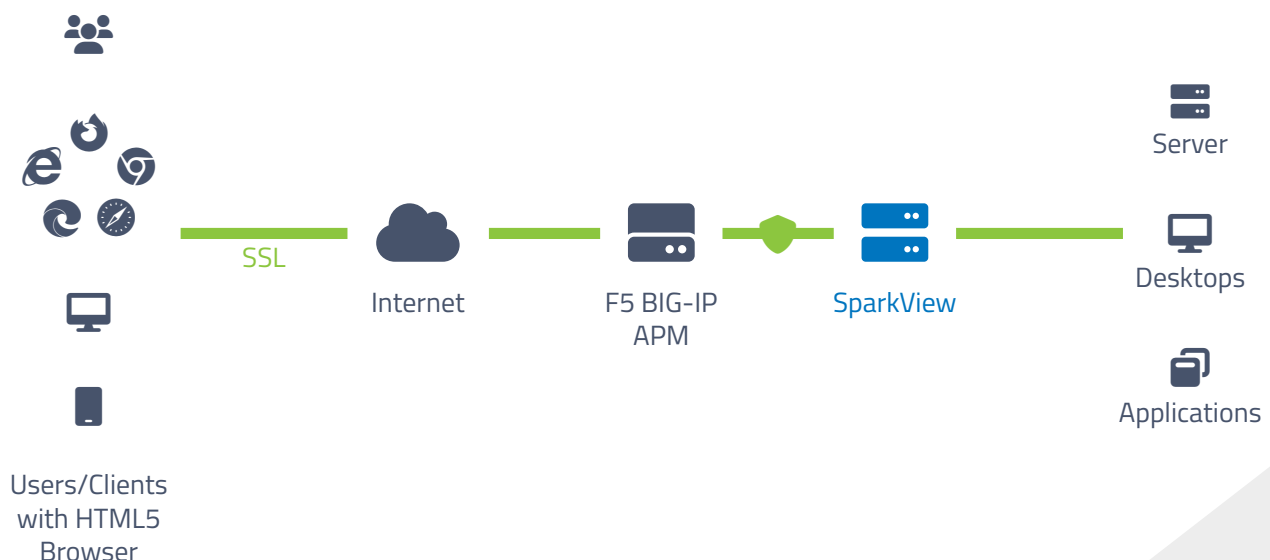 Server
SSL
Internet
F5 BIG-IP
APM
SparkView
Desktops
Applications
Users/Clients
with HTML5
Browser